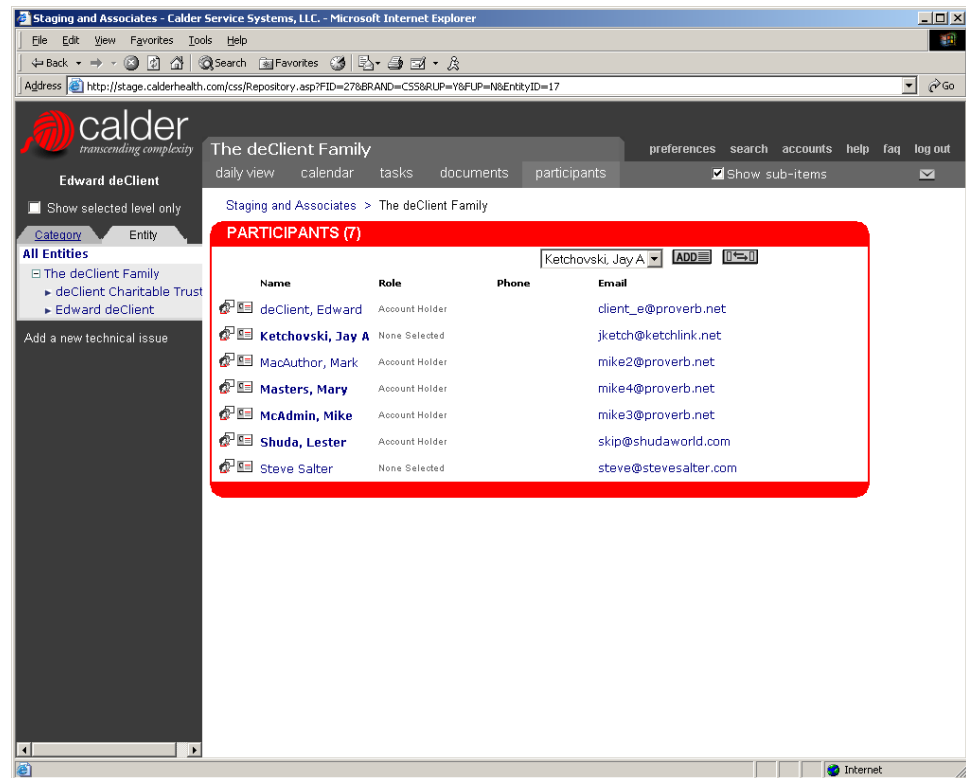 Staging and Associates - Calder Service Systems, LLC. - Microsoft Internet Explorer
File Edit View Favorites Tools Help
Back Search Favorites
Address http://stage.calderhealth.com/css/Repository.asp?FID=27&BRAND=CSS&RUP=Y&FUP=N&EntityID=17 Go
calder
transcending complexity
Edward deClient
Show selected level only
Category Entity
All Entities
The deClient Family
deClient Charitable Trust
Edward deClient
Add a new technical issue
The deClient Family preferences search accounts help faq log out
daily view calendar tasks documents participants Show sub-items
Staging and Associates > The deClient Family
PARTICIPANTS (7)
Ketchovski, Jay A ADD
Name Role Phone Email
deClient, Edward Account Holder client_e@proverb.net
Ketchovski, Jay A None Selected jketch@ketchlink.net
MacAuthor, Mark Account Holder mike2@proverb.net
Masters, Mary Account Holder mike4@proverb.net
McAdmin, Mike Account Holder mike3@proverb.net
Shuda, Lester Account Holder skip@shudaworld.com
Steve Salter None Selected steve@stevesalter.com
Internet